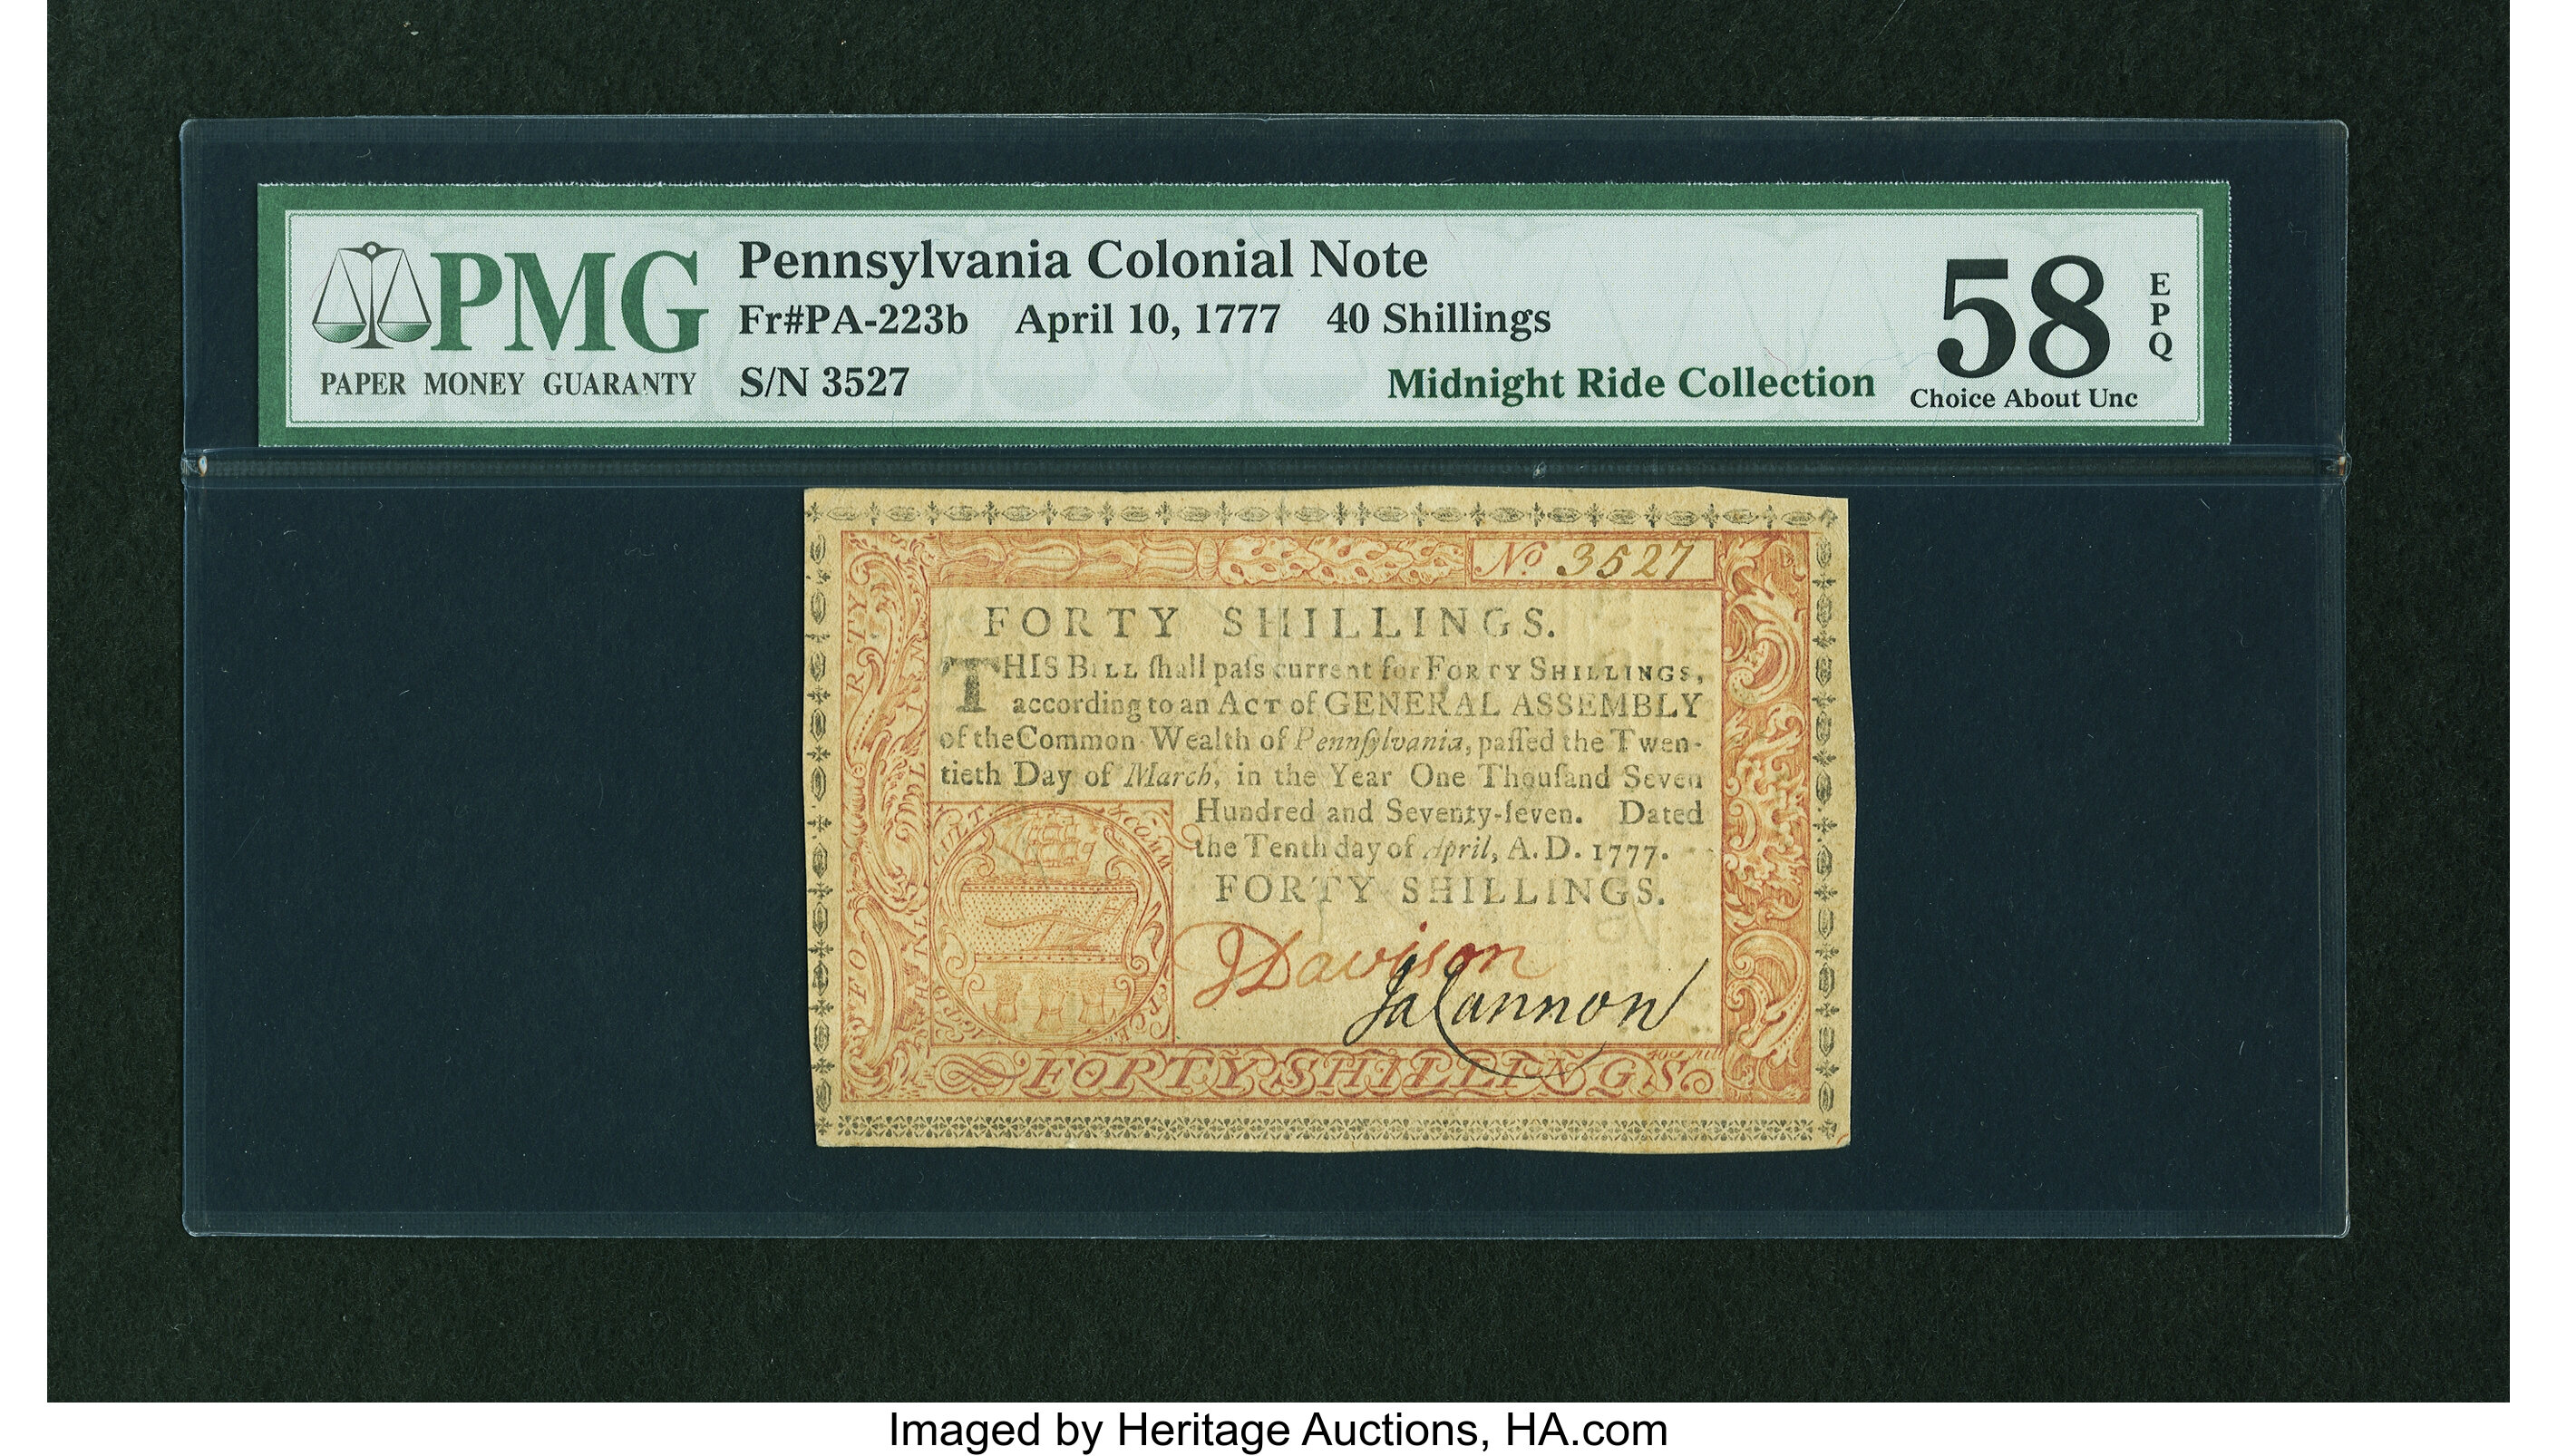 PMG
PAPER MONEY GUARANTY
Pennsylvania Colonial Note
Fr#PA-223b April 10, 1777 40 Shillings
S/N 3527
Midnight Ride Collection
58
EPQ
Choice About Unc
No 3527
FORTY SHILLINGS.
THIS BILL ſhall paſs current for FORTY SHILLINGS,
according to an ACT of GENERAL ASSEMBLY
of the Common Wealth of Pennſylvania, paſſed the Twen-
tieth Day of March, in the Year One Thouſand Seven
Hundred and Seventy-ſeven. Dated
the Tenth day of April, A. D. 1777.
FORTY SHILLINGS.
J Davison
Ja Cannon
FORTY SHILLINGS
Imaged by Heritage Auctions, HA.com